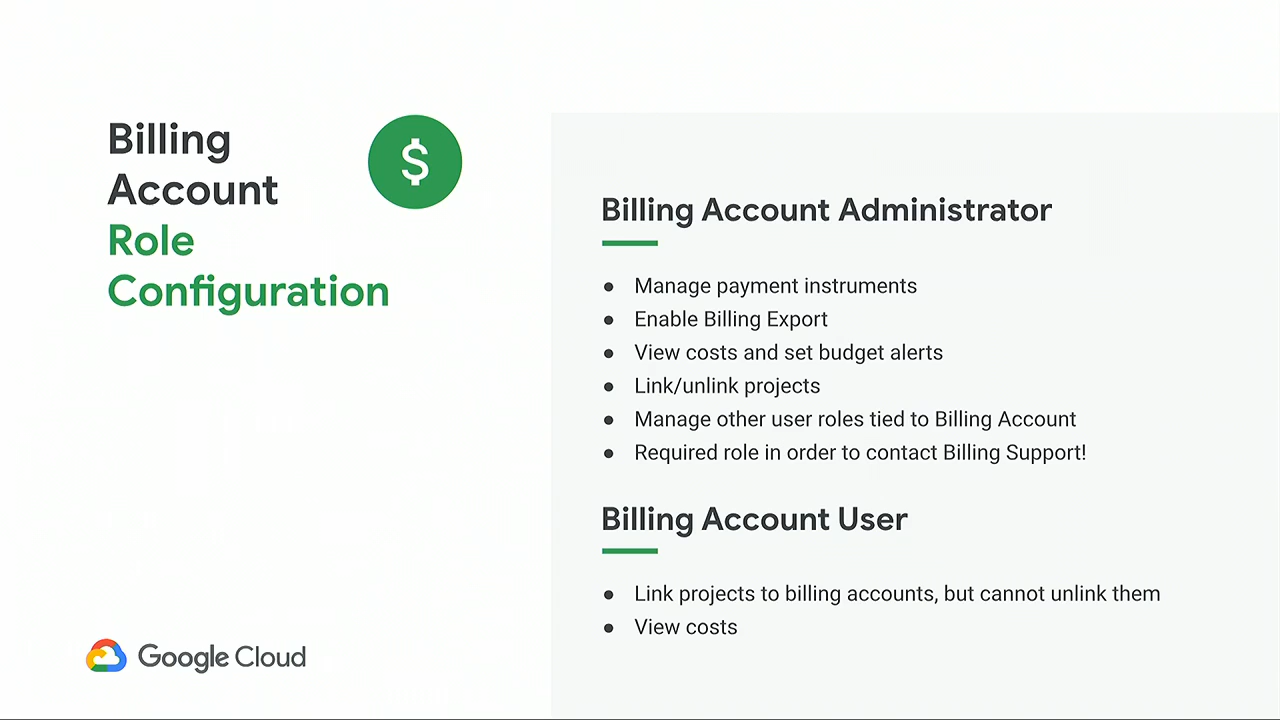 Billing
Account
Role
Configuration
$
Billing Account Administrator
● Manage payment instruments
● Enable Billing Export
● View costs and set budget alerts
● Link/unlink projects
● Manage other user roles tied to Billing Account
● Required role in order to contact Billing Support!
Billing Account User
● Link projects to billing accounts, but cannot unlink them
● View costs
Google Cloud